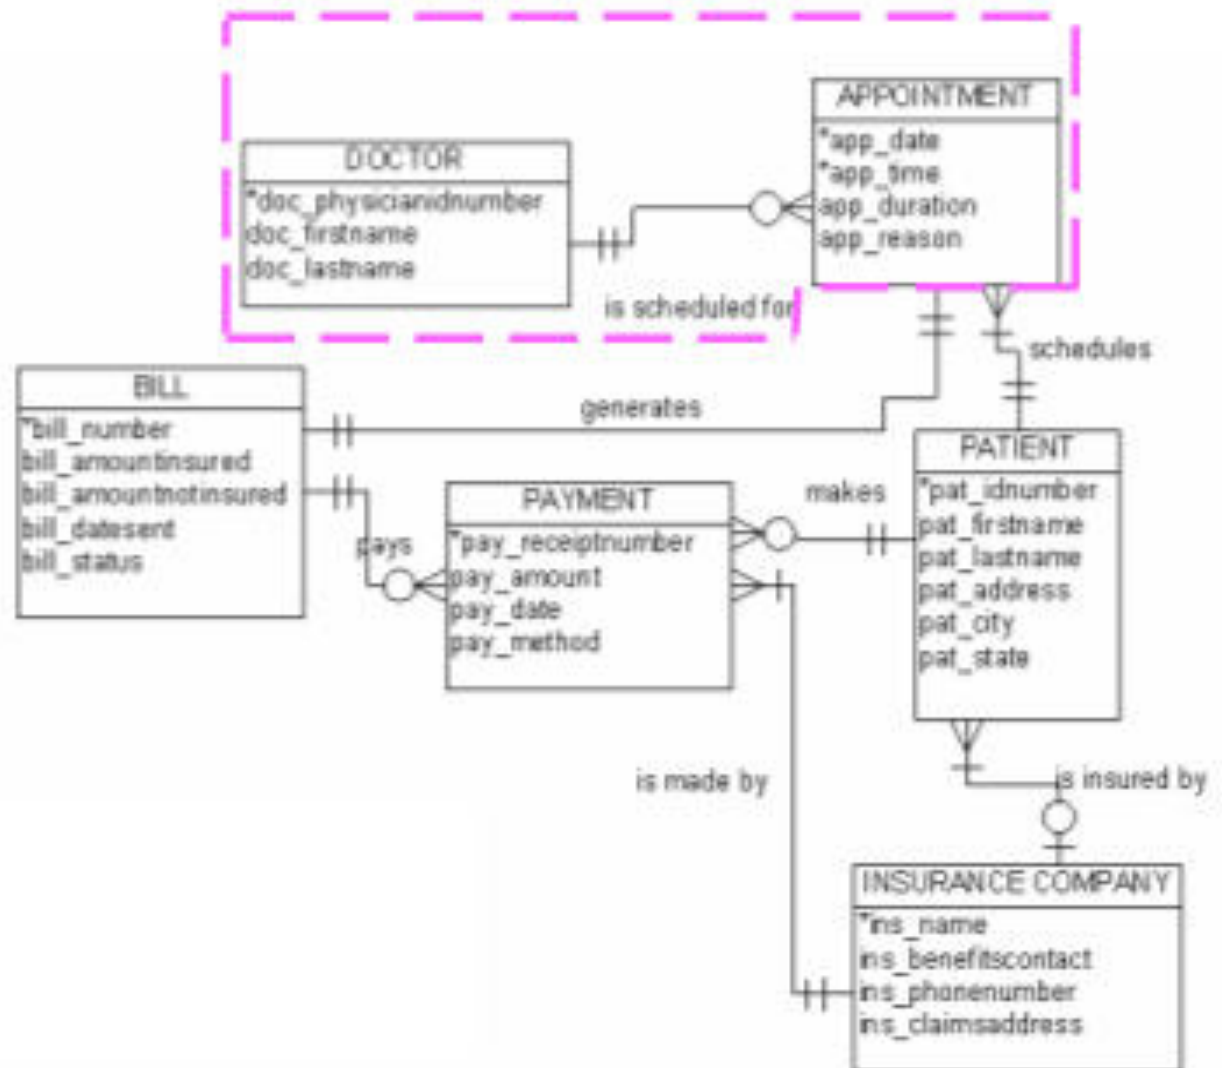 APPOINTMENT
*app_date
*app_time
app_duration
app_reason
DOCTOR
*doc_physicianidnumber
doc_firstname
doc_lastname
is scheduled for
schedules
BILL
*bill_number
bill_amountinsured
bill_amountnotinsured
bill_datesent
bill_status
generates
PATIENT
*pat_idnumber
pat_firstname
pat_lastname
pat_address
pat_city
pat_state
makes
PAYMENT
*pay_receiptnumber
pay_amount
pay_date
pay_method
pays
is made by
is insured by
INSURANCE COMPANY
*ins_name
ins_benefitscontact
ins_phonenumber
ins_claimsaddress